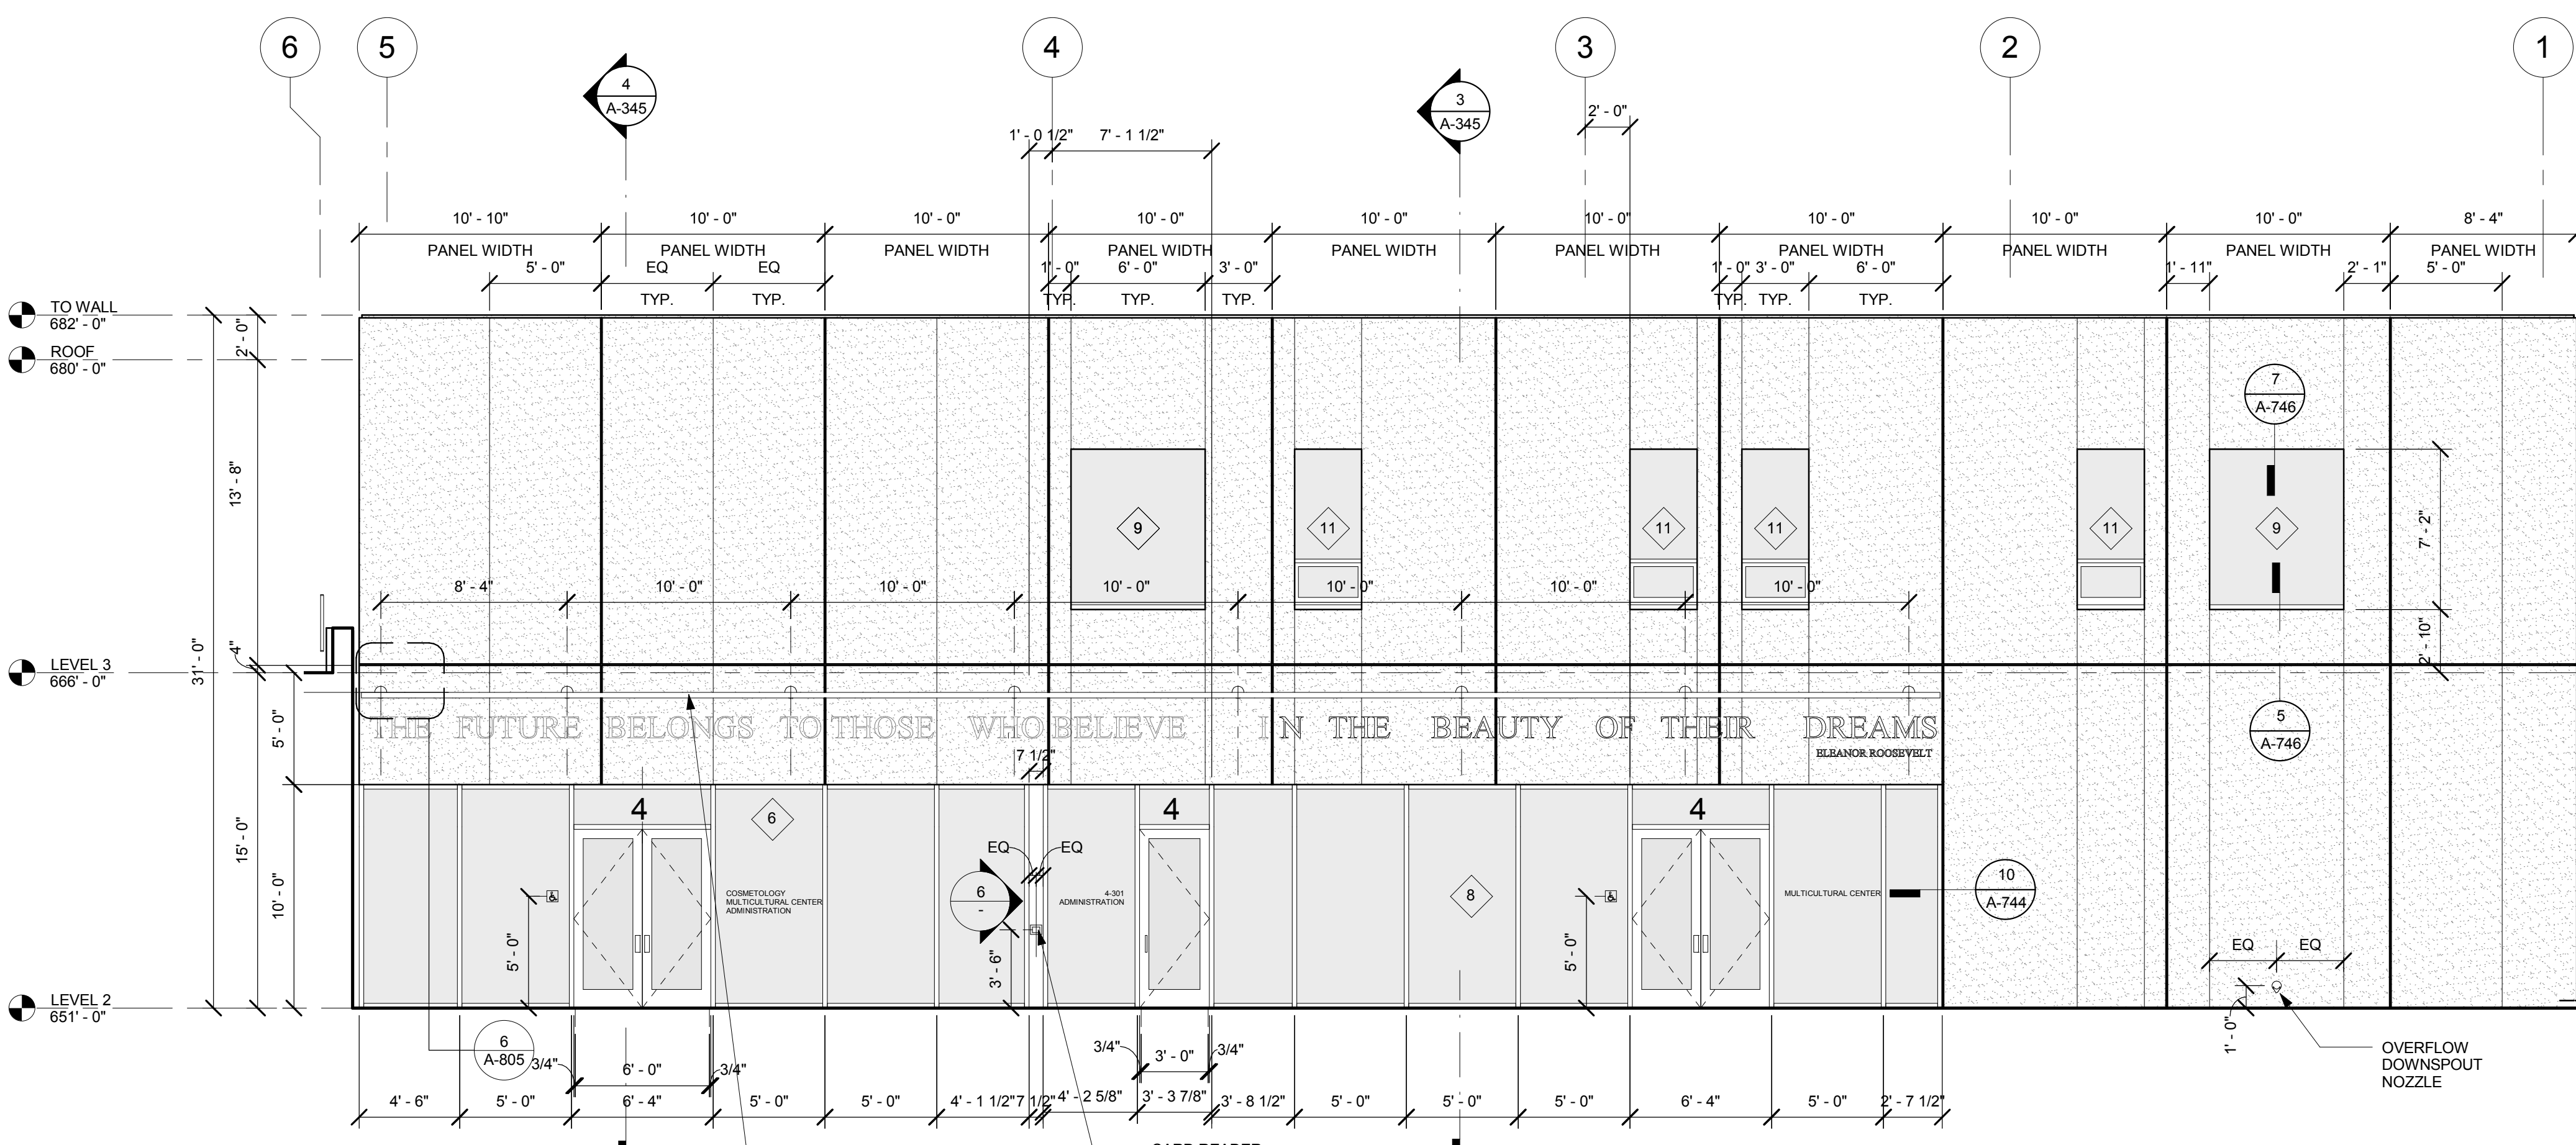 6 5 4 3 2 1
4
A-345
3
A-345
2' - 0"
1' - 0 1/2" 7' - 1 1/2"
10' - 10" 10' - 0" 10' - 0" 10' - 0" 10' - 0" 10' - 0" 10' - 0" 10' - 0" 10' - 0" 8' - 4"
PANEL WIDTH PANEL WIDTH PANEL WIDTH PANEL WIDTH PANEL WIDTH PANEL WIDTH PANEL WIDTH PANEL WIDTH PANEL WIDTH PANEL WIDTH
5' - 0" EQ EQ 1' - 0" 6' - 0" 3' - 0" 1' - 0" 3' - 0" 6' - 0" 1' - 11" 2' - 1" 5' - 0"
TYP. TYP. TYP. TYP. TYP. TYP. TYP. TYP.
TO WALL
682' - 0"
2' - 0"
ROOF
680' - 0"
7
A-746
13' - 8"
9 11 11 11 11 9
7' - 2"
8' - 4" 10' - 0" 10' - 0" 10' - 0" 10' - 0" 10' - 0" 10' - 0"
2' - 10"
31' - 0"
4"
LEVEL 3
666' - 0"
5' - 0"
THE FUTURE BELONGS TO THOSE WHO BELIEVE IN THE BEAUTY OF THEIR DREAMS
ELEANOR ROOSEVELT
5
A-746
7 1/2"
4 4 4
6
15' - 0"
10' - 0"
EQ EQ
COSMETOLOGY
MULTICULTURAL CENTER
ADMINISTRATION
6
-
4-301
ADMINISTRATION
8
MULTICULTURAL CENTER
10
A-744
5' - 0" 3' - 6" 5' - 0"
EQ EQ
1' - 0"
LEVEL 2
651' - 0"
OVERFLOW
DOWNSPOUT
NOZZLE
6
A-805
3/4" 6' - 0" 3/4" 3/4" 3' - 0" 3/4"
4' - 6" 5' - 0" 6' - 4" 5' - 0" 5' - 0" 4' - 1 1/2" 7 1/2" 4' - 2 5/8" 3' - 3 7/8" 3' - 8 1/2" 5' - 0" 5' - 0" 5' - 0" 6' - 4" 5' - 0" 2' - 7 1/2"